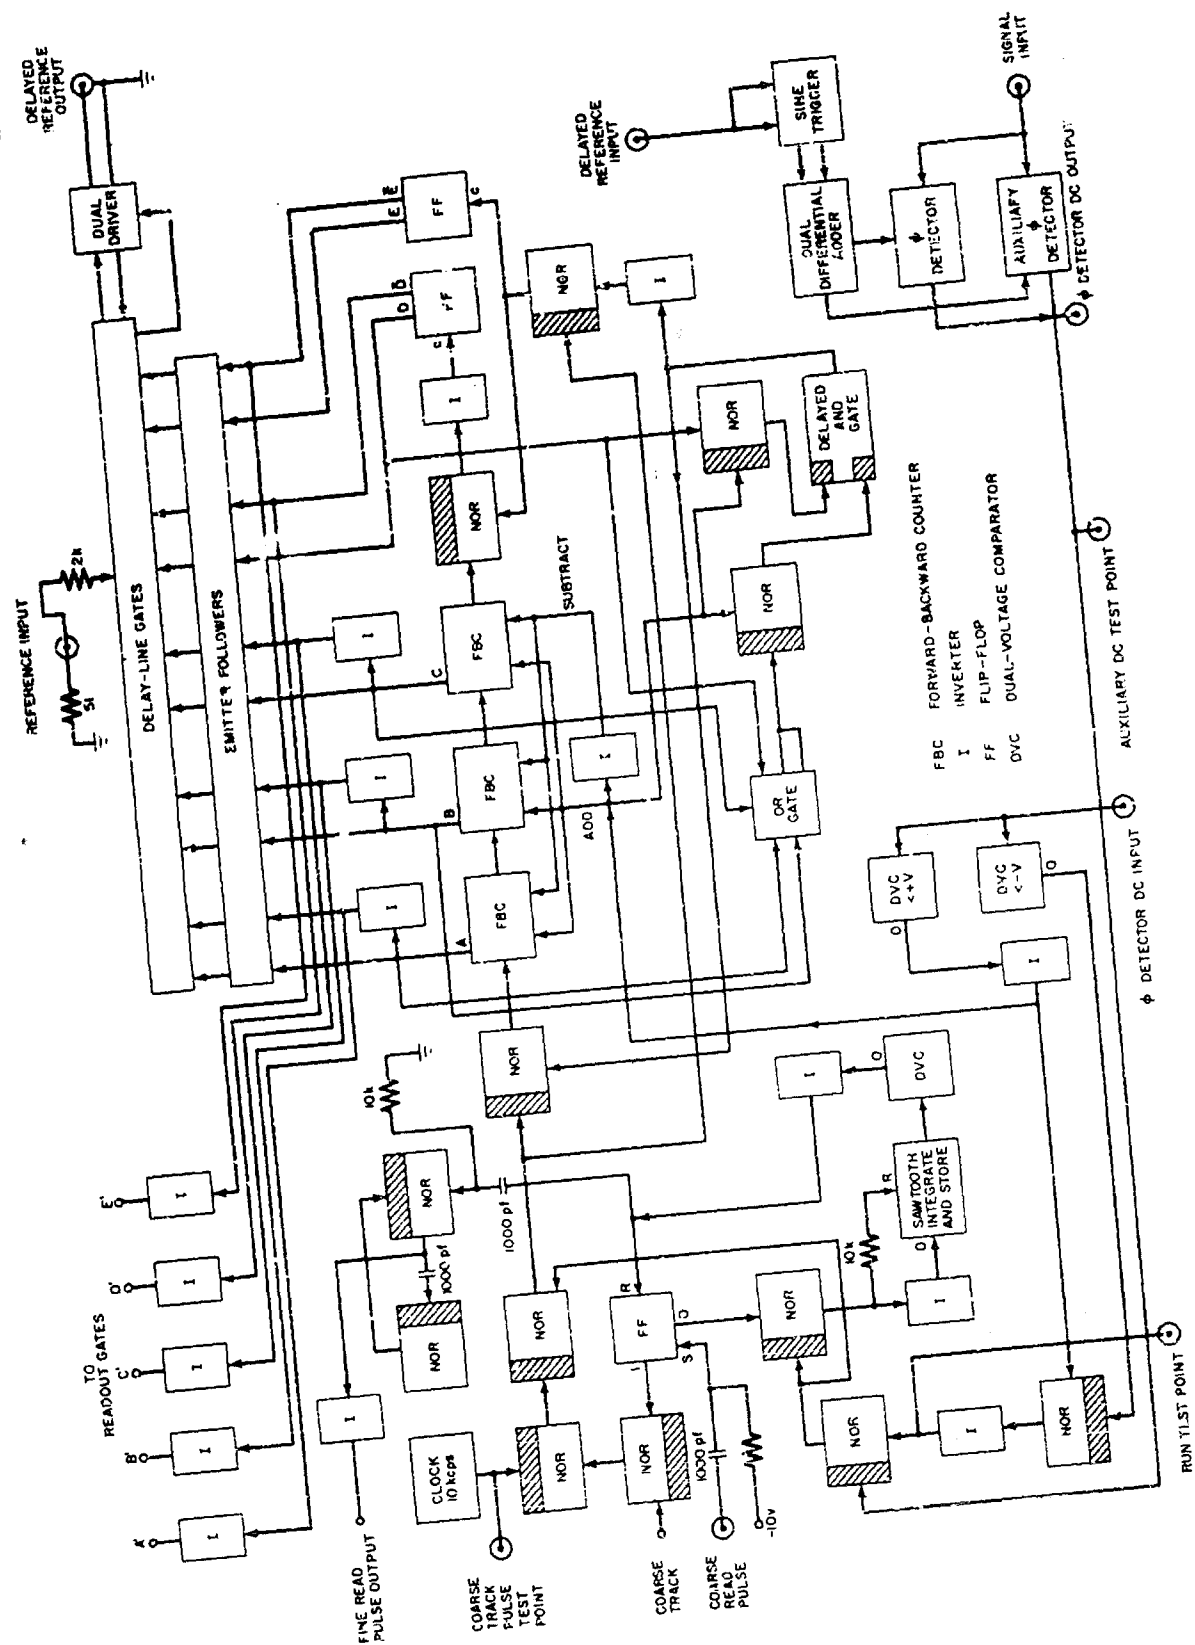 TO
READOUT GATES
A'
B'
C'
D'
E'
I
I
I
I
I
REFERENCE INPUT
51
2k
DELAYED
REFERENCE
OUTPUT
DUAL
DRIVER
DELAY-LINE GATES
EMITTER FOLLOWERS
FINE READ
PULSE OUTPUT
I
NOR
1000 pf
NOR
10k
1000 pf
I
I
I
A
B
C
D
D̄
E
Ē
FBC
FBC
FBC
NOR
I
C
FF
C
FF
COARSE
TRACK
PULSE
TEST
POINT
CLOCK
10 kcps
NOR
NOR
NOR
ADD
I
SUBTRACT
NOR
I
COARSE
TRACK
NOR
I
FF
R
S
O
COARSE
READ
PULSE
1000 pf
-10v
NOR
OR
GATE
NOR
NOR
DELAYED
AND
GATE
DELAYED
REFERENCE
INPUT
SINE
TRIGGER
DUAL
DIFFERENTIAL
ADDER
ϕ
DETECTOR
AUXILIARY
ϕ
DETECTOR
SIGNAL
INPUT
ϕ DETECTOR DC OUTPUT
NOR
10k
I
O
R
SAWTOOTH
INTEGRATE
AND STORE
DVC
O
I
NOR
I
NOR
RUN TEST POINT
DVC
<+V
O
DVC
<-V
O
I
ϕ DETECTOR DC INPUT
AUXILIARY DC TEST POINT
FBC FORWARD-BACKWARD COUNTER
I INVERTER
FF FLIP-FLOP
DVC DUAL-VOLTAGE COMPARATOR